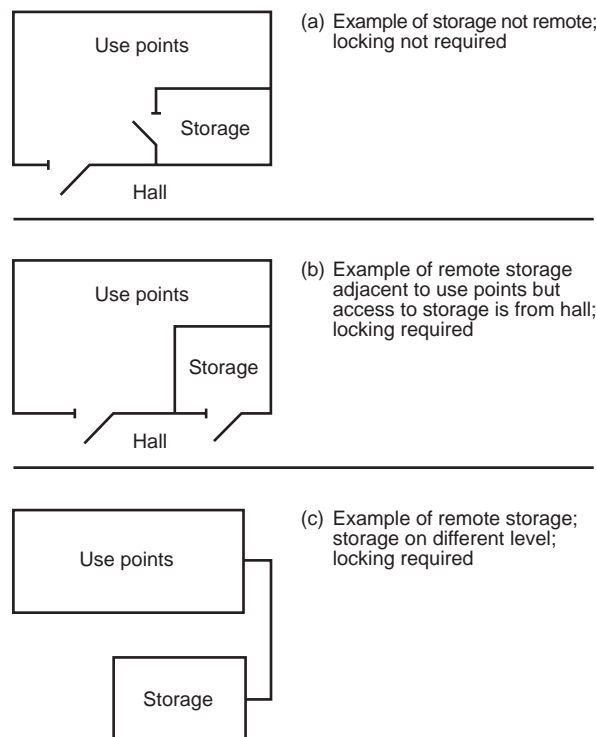 Use points
Storage
Hall
(a) Example of storage not remote;
locking not required
Use points
Storage
Hall
(b) Example of remote storage
adjacent to use points but
access to storage is from hall;
locking required
Use points
Storage
(c) Example of remote storage;
storage on different level;
locking required